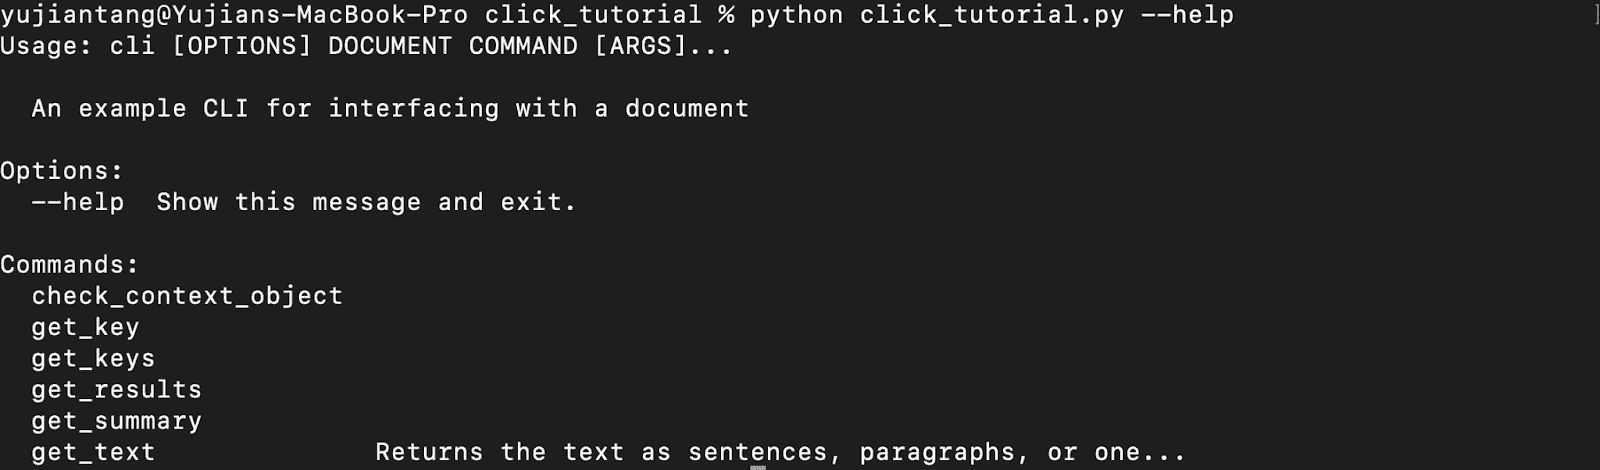 yujiantang@Yujians-MacBook-Pro click_tutorial % python click_tutorial.py --help
Usage: cli [OPTIONS] DOCUMENT COMMAND [ARGS]...
An example CLI for interfacing with a document
Options:
--help  Show this message and exit.
Commands:
check_context_object
get_key
get_keys
get_results
get_summary
get_text              Returns the text as sentences, paragraphs, or one...